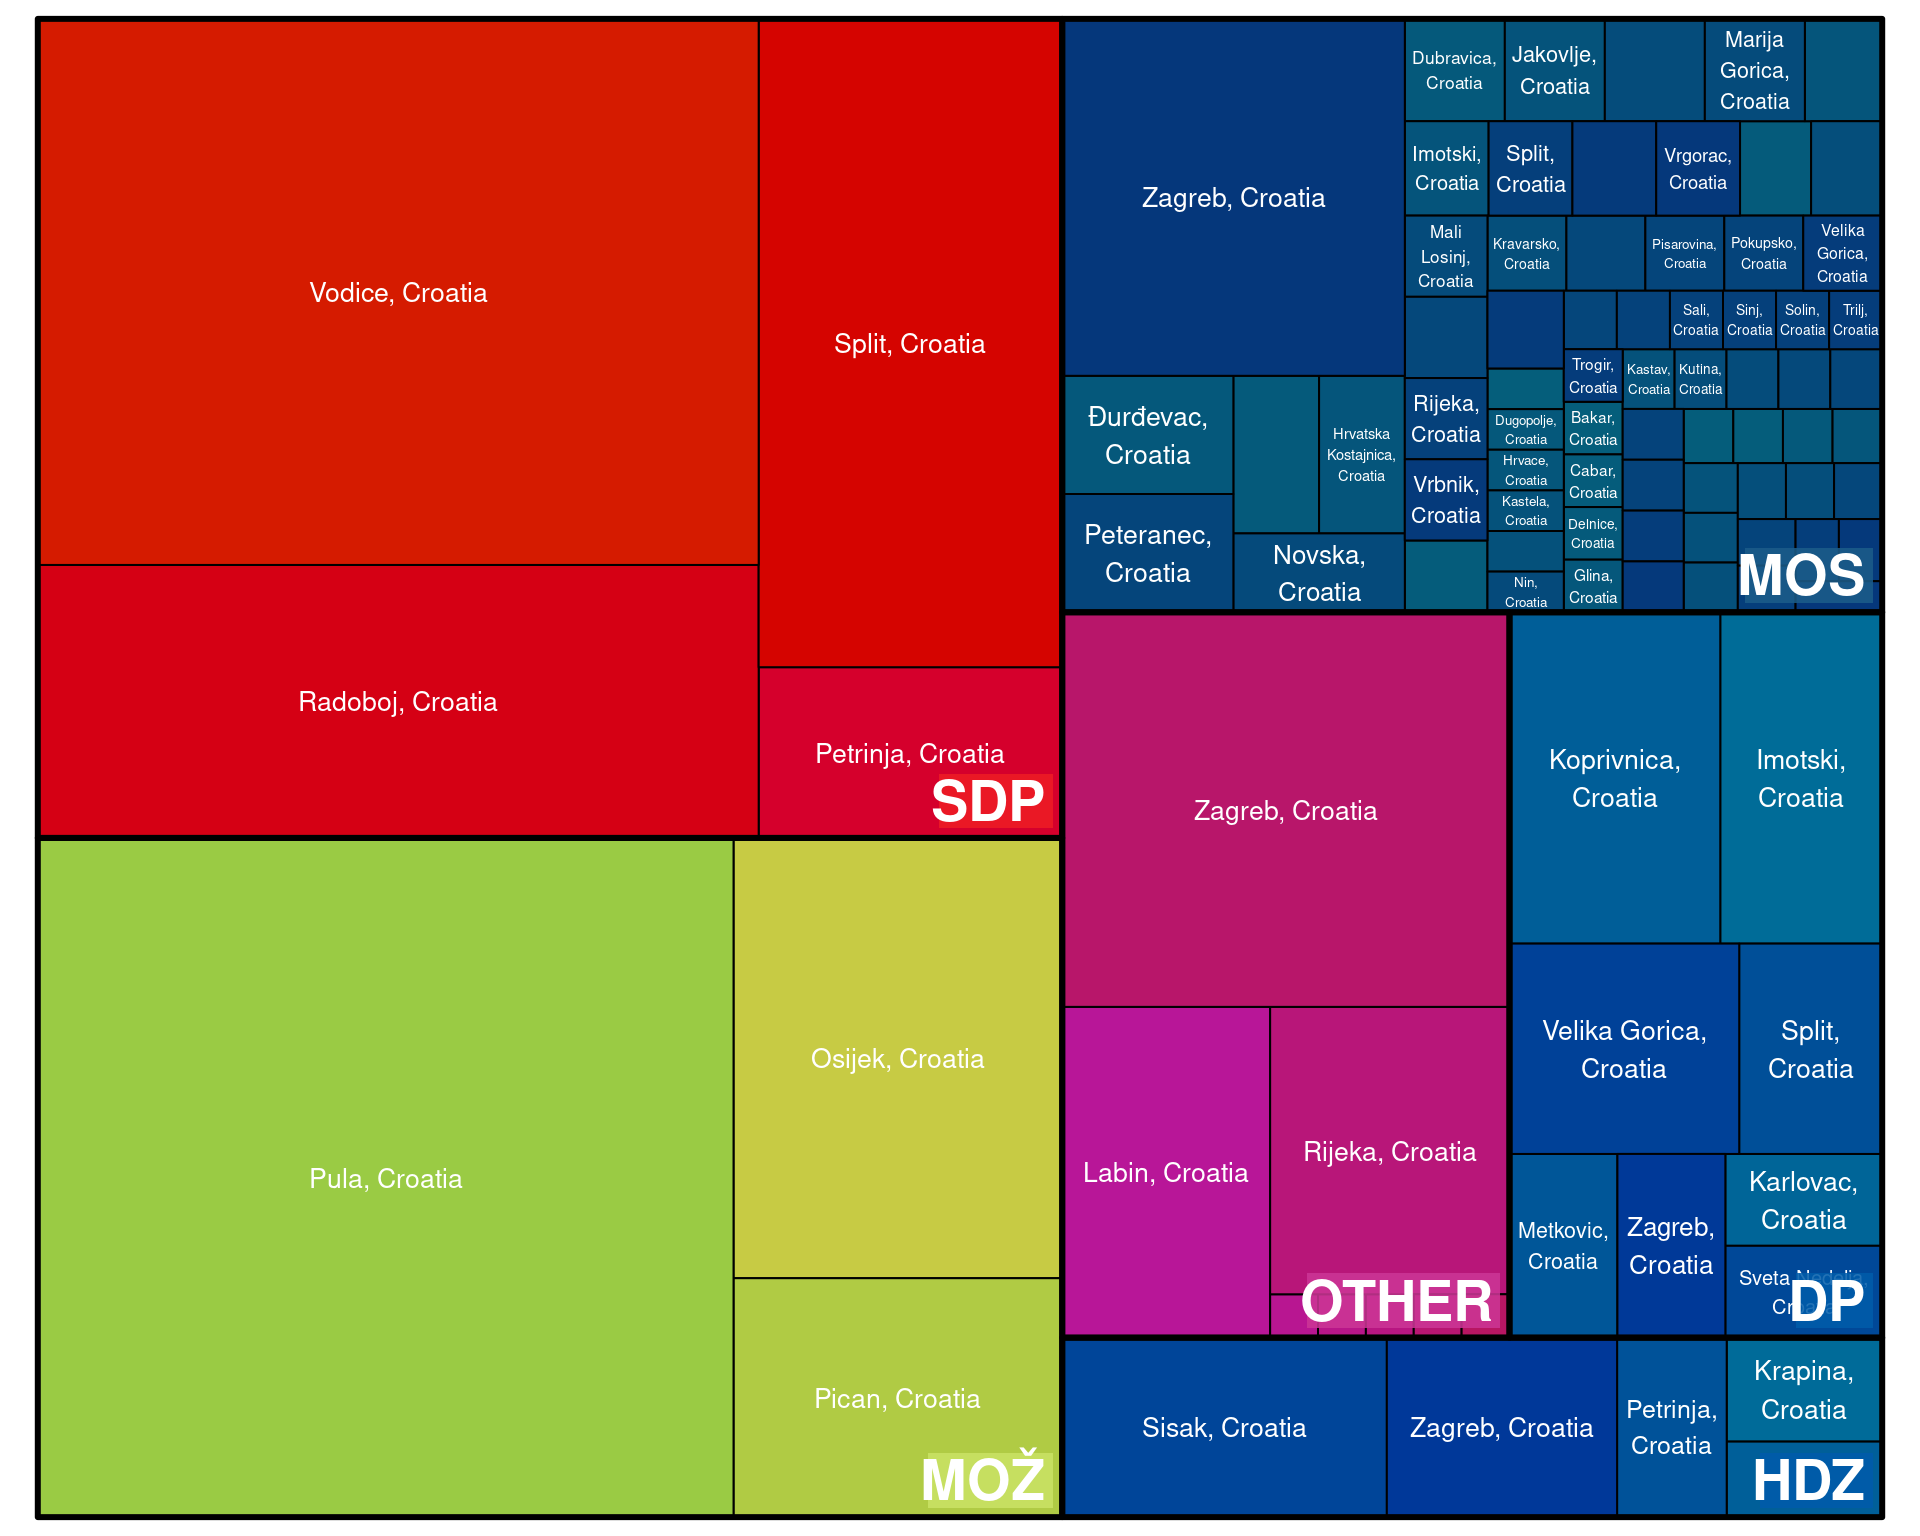 Vodice, Croatia
Split, Croatia
Radoboj, Croatia
Petrinja, Croatia
SDP
Pula, Croatia
Osijek, Croatia
Pican, Croatia
MOŽ
Zagreb, Croatia
Đurđevac,
Croatia
Peteranec,
Croatia
Hrvatska
Kostajnica,
Croatia
Novska,
Croatia
Dubravica,
Croatia
Jakovlje,
Croatia
Marija
Gorica,
Croatia
Imotski,
Croatia
Split,
Croatia
Vrgorac,
Croatia
Mali
Losinj,
Croatia
Kravarsko,
Croatia
Pisarovina,
Croatia
Pokupsko,
Croatia
Velika
Gorica,
Croatia
Sali,
Croatia
Sinj,
Croatia
Solin,
Croatia
Trilj,
Croatia
Rijeka,
Croatia
Vrbnik,
Croatia
Dugopolje,
Croatia
Hrvace,
Croatia
Kastela,
Croatia
Nin,
Croatia
Trogir,
Croatia
Kastav,
Croatia
Kutina,
Croatia
Bakar,
Croatia
Cabar,
Croatia
Delnice,
Croatia
Glina,
Croatia
MOS
Zagreb, Croatia
Labin, Croatia
Rijeka, Croatia
OTHER
Koprivnica,
Croatia
Imotski,
Croatia
Velika Gorica,
Croatia
Split,
Croatia
Metkovic,
Croatia
Zagreb,
Croatia
Karlovac,
Croatia
Sveta Nedelja,
Croatia
DP
Sisak, Croatia
Zagreb, Croatia
Petrinja,
Croatia
Krapina,
Croatia
HDZ